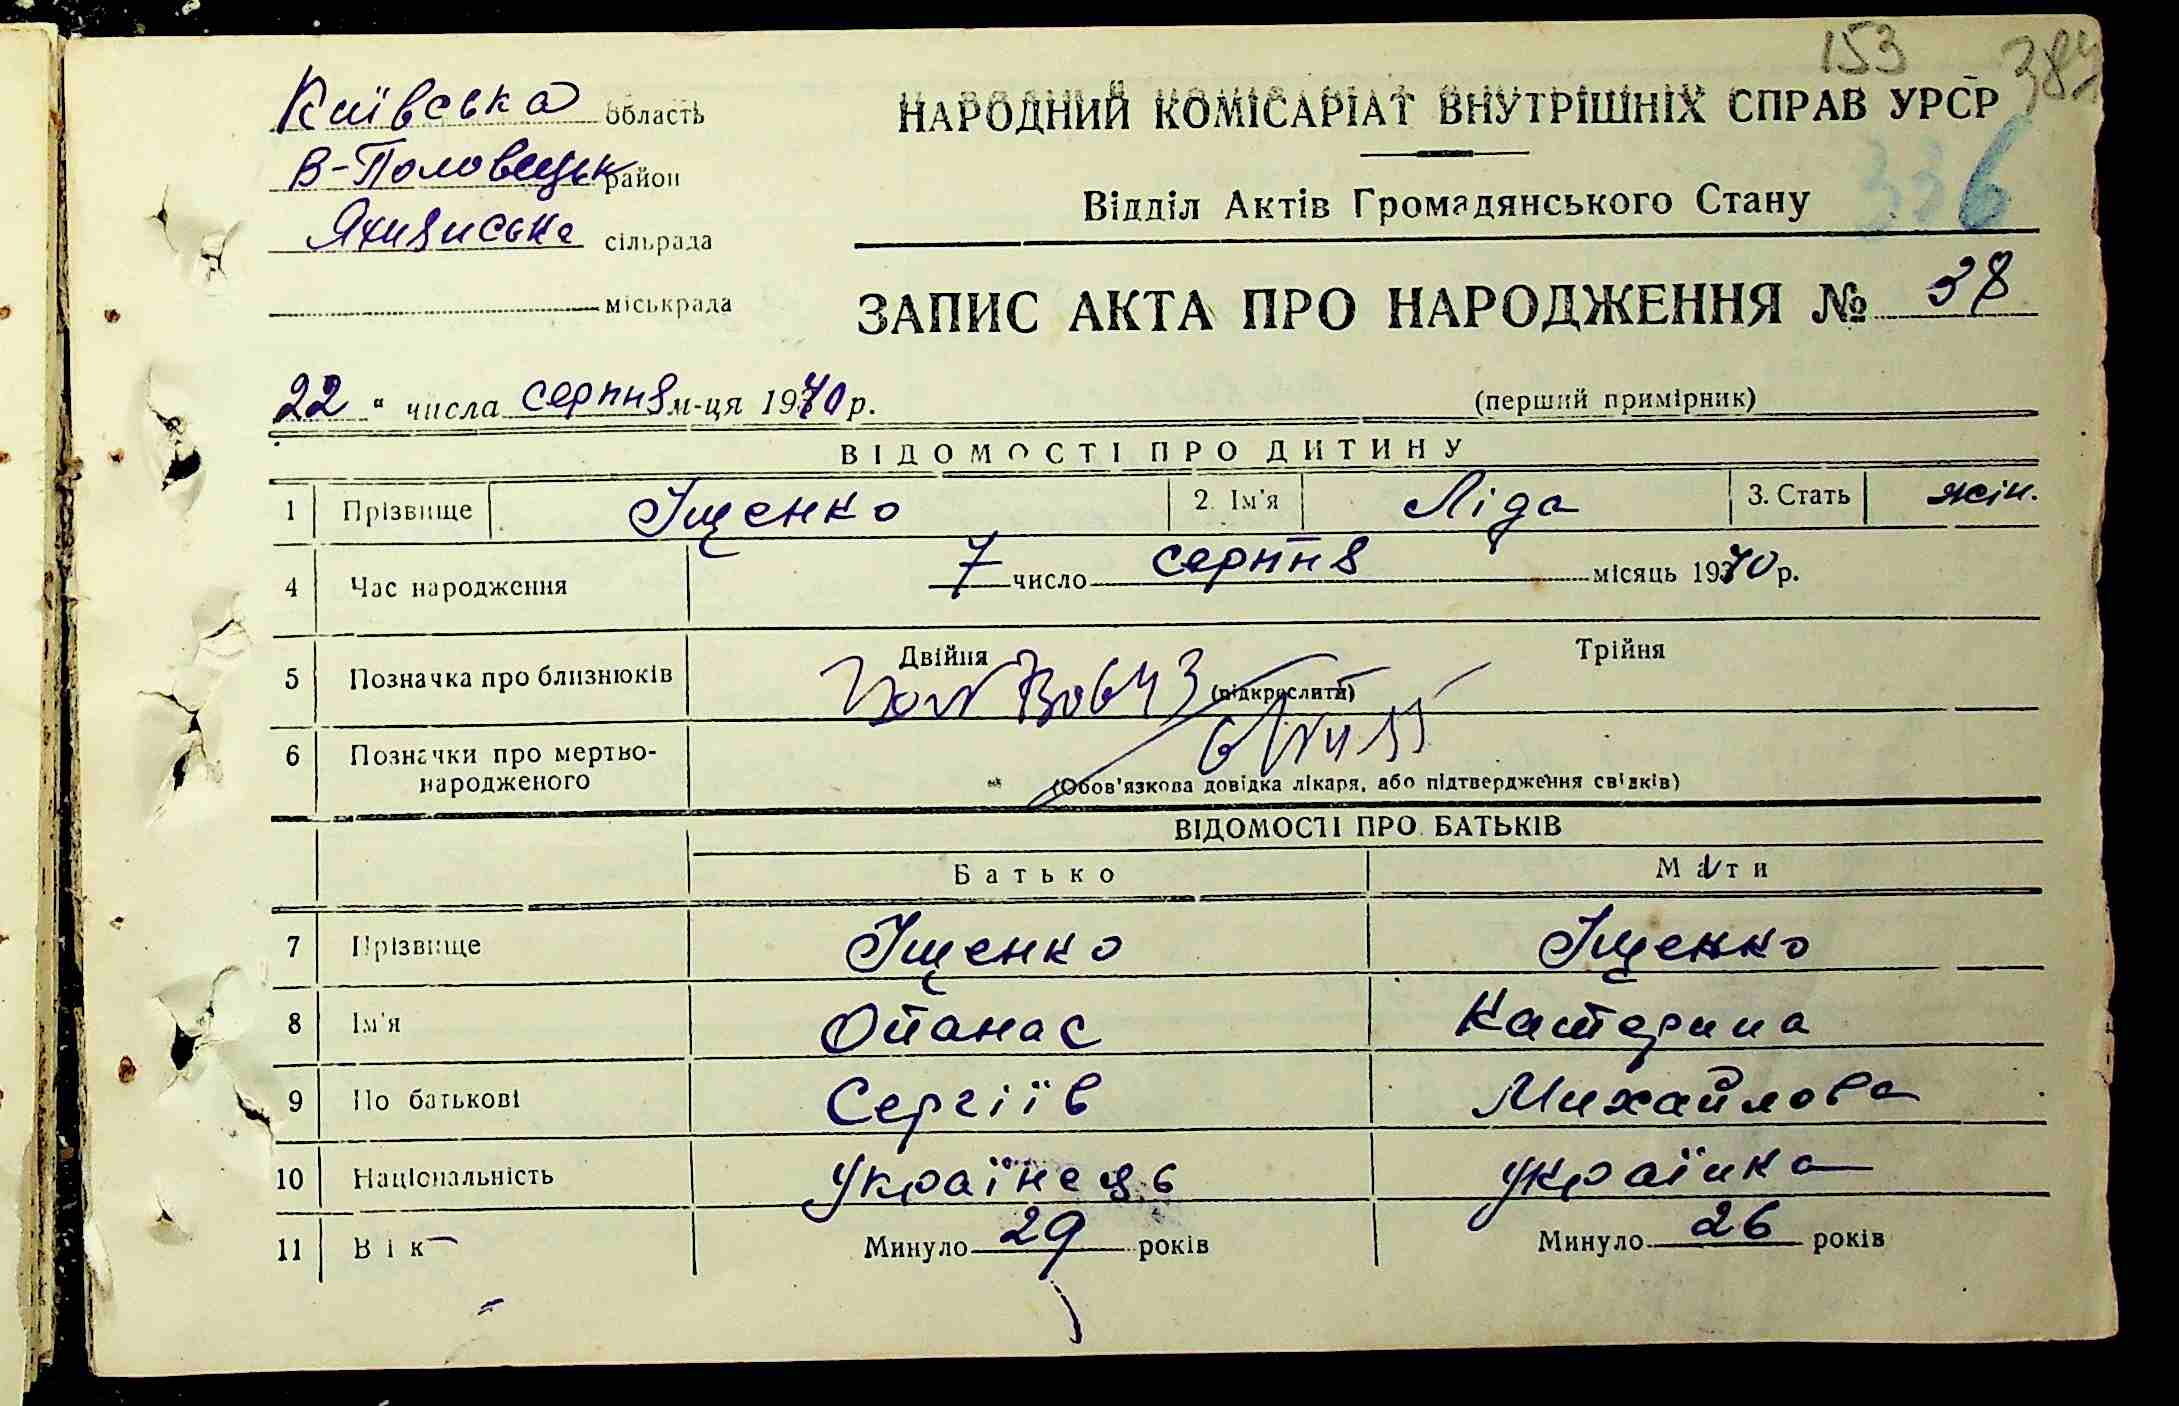 153 38
Київська область
НАРОДНИЙ КОМІСАРІАТ ВНУТРІШНІХ СПРАВ УРСР
В-Половецьк район
336
Відділ Актів Громадянського Стану
сільрада
міськрада
ЗАПИС АКТА ПРО НАРОДЖЕННЯ № 38
22 " числа серпня м-ця 1940 р.
(перший примірник)
ВІДОМОСТІ ПРО ДИТИНУ
1 Прізвище Іщенко 2. Ім'я Ліда 3. Стать жін.
4 Час народження 7 число серпня місяць 1940 р.
5 Позначка про близнюків Двійня Трійня
(підкреслити)
6 Позначки про мертво-
народженого
(Обов'язкова довідка лікаря, або підтвердження свідків)
ВІДОМОСТІ ПРО БАТЬКІВ
Батько Мати
7 Прізвище Іщенко Іщенко
8 Ім'я Опанас Катерина
9 По батькові Сергіїв Михайлова
10 Національність Українець Українка
11 Вік Минуло 29 років Минуло 26 років